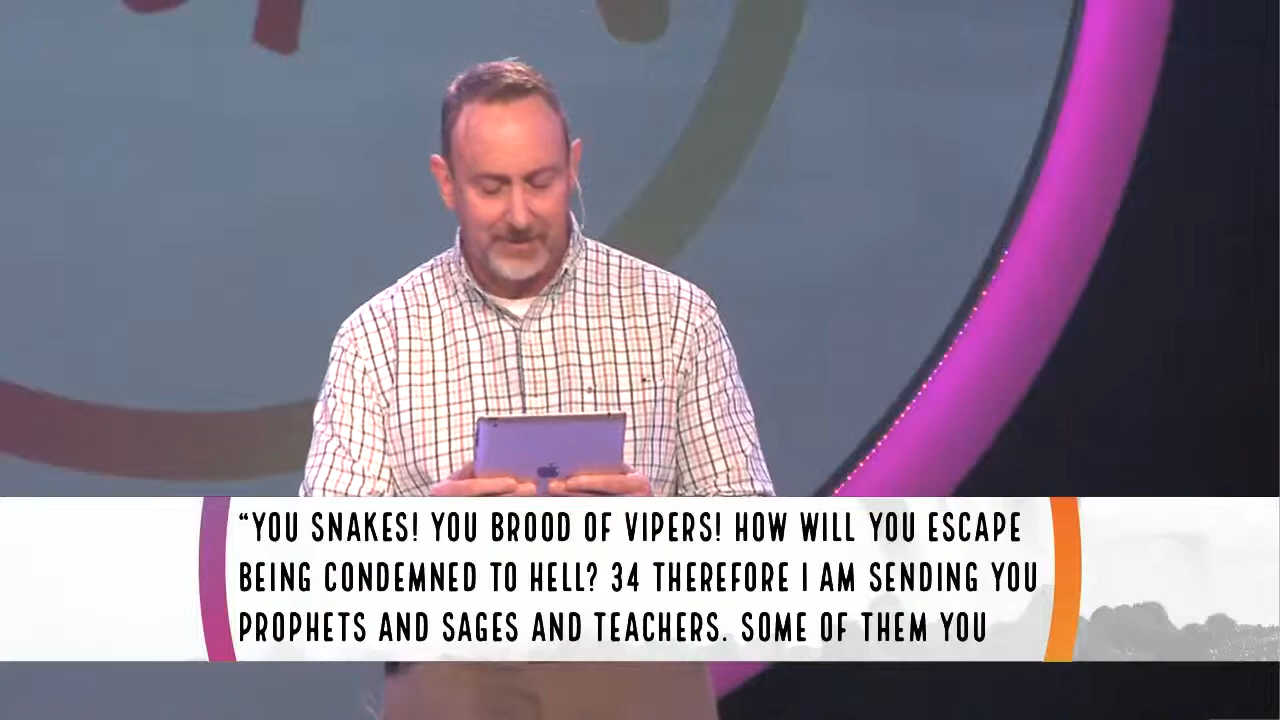 “YOU SNAKES! YOU BROOD OF VIPERS! HOW WILL YOU ESCAPE
BEING CONDEMNED TO HELL? 34 THEREFORE I AM SENDING YOU
PROPHETS AND SAGES AND TEACHERS. SOME OF THEM YOU